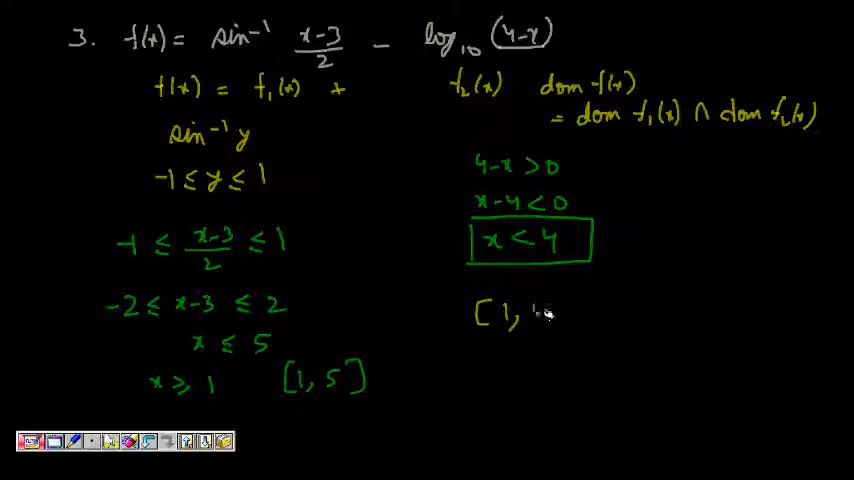 3. f(x) = sin⁻¹ (x-3)/2 - log₁₀ (4-x)
f(x) = f₁(x) + f₂(x) dom f(x)
= dom f₁(x) ∩ dom f₂(x)
sin⁻¹ y
-1 ≤ y ≤ 1
4-x > 0
x-4 < 0
x < 4
-1 ≤ (x-3)/2 ≤ 1
-2 ≤ x-3 ≤ 2
x ≤ 5
x ≥ 1 [1, 5]
[1,